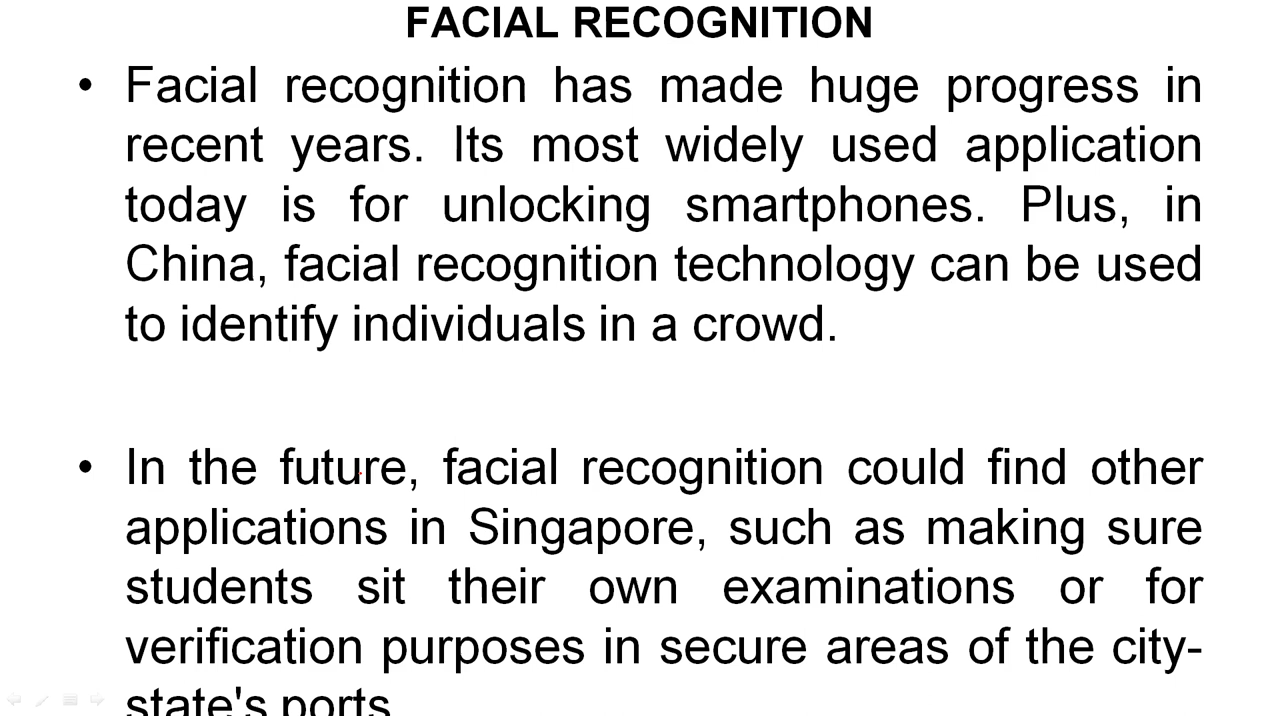 FACIAL RECOGNITION
• Facial recognition has made huge progress in
recent years. Its most widely used application
today is for unlocking smartphones. Plus, in
China, facial recognition technology can be used
to identify individuals in a crowd.
• In the future, facial recognition could find other
applications in Singapore, such as making sure
students sit their own examinations or for
verification purposes in secure areas of the city-
state's ports